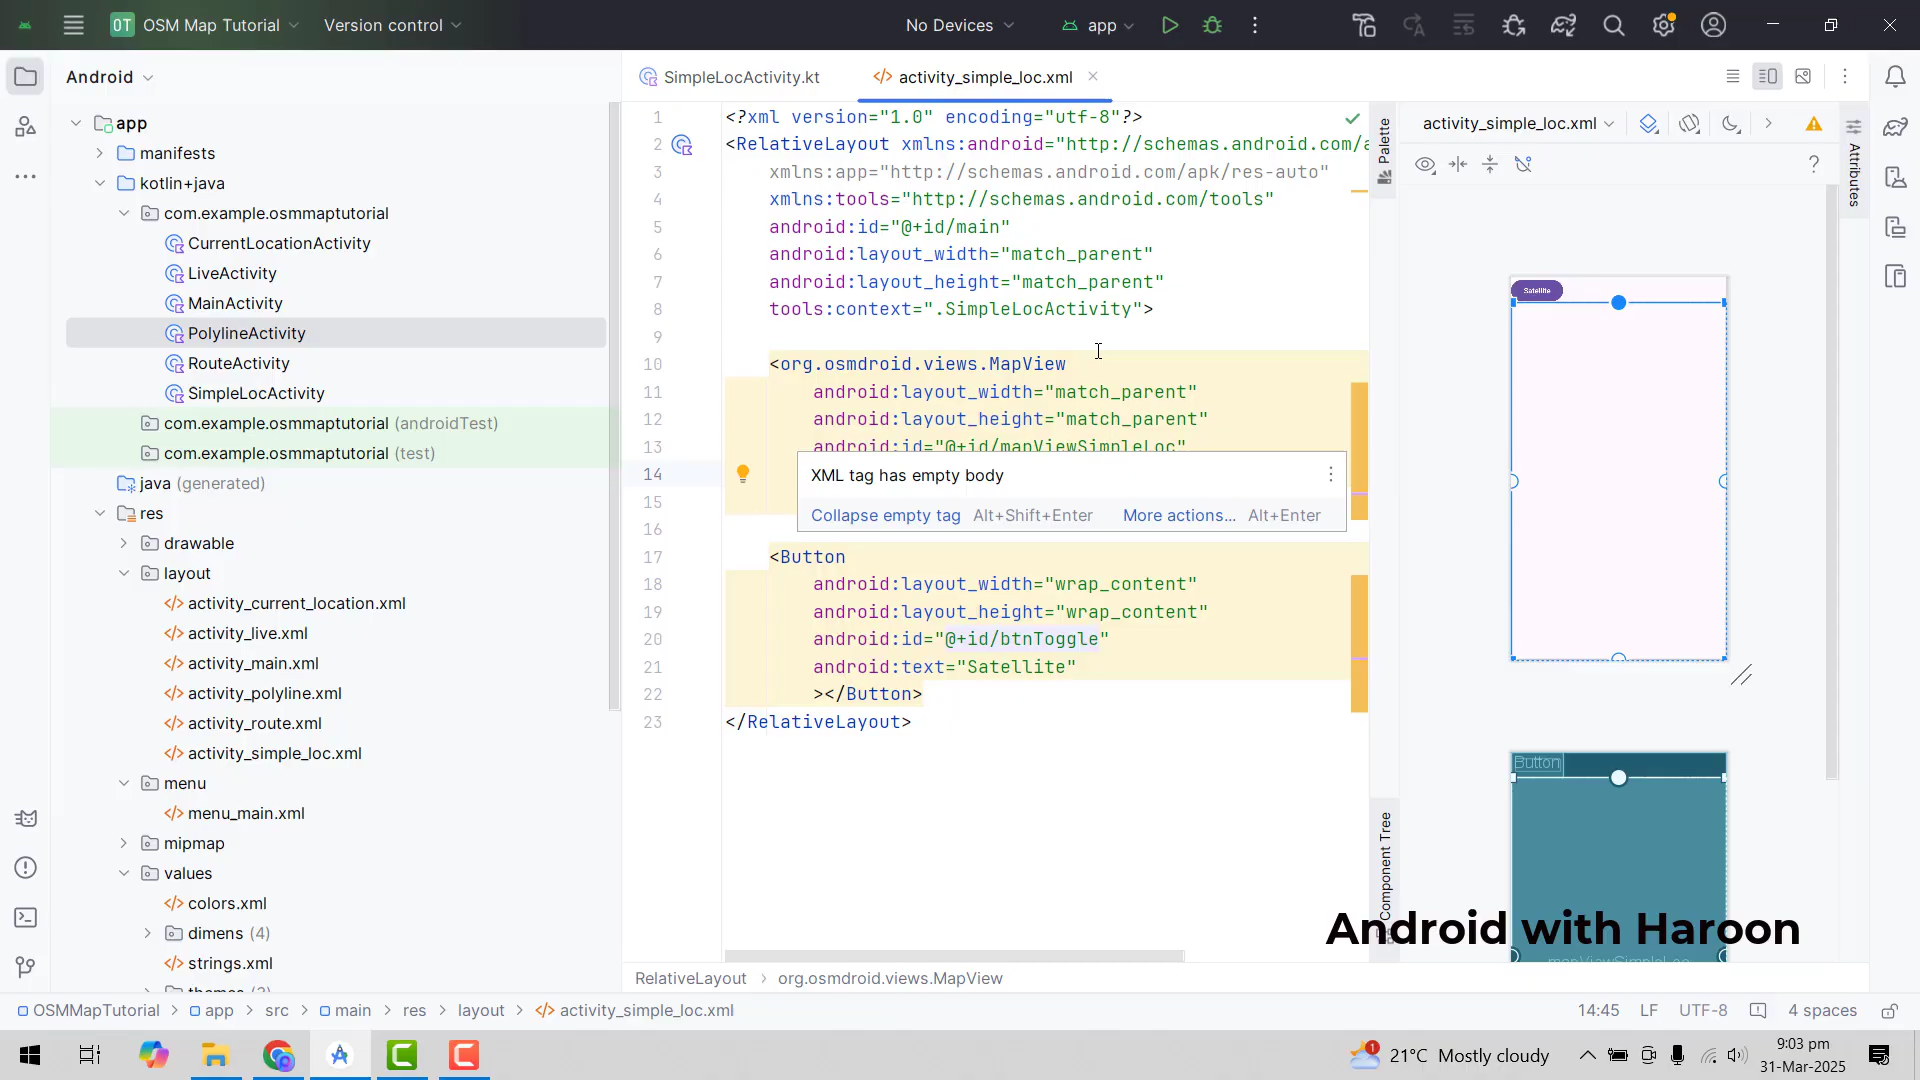 OT OSM Map Tutorial
Version control
No Devices
app
Android
SimpleLocActivity.kt
activity_simple_loc.xml
app
manifests
kotlin+java
com.example.osmmaptutorial
CurrentLocationActivity
LiveActivity
MainActivity
PolylineActivity
RouteActivity
SimpleLocActivity
com.example.osmmaptutorial (androidTest)
com.example.osmmaptutorial (test)
java (generated)
res
drawable
layout
activity_current_location.xml
activity_live.xml
activity_main.xml
activity_polyline.xml
activity_route.xml
activity_simple_loc.xml
menu
menu_main.xml
mipmap
values
colors.xml
dimens (4)
strings.xml
1 <?xml version="1.0" encoding="utf-8"?>
2 <RelativeLayout xmlns:android="http://schemas.android.com/a
3 xmlns:app="http://schemas.android.com/apk/res-auto"
4 xmlns:tools="http://schemas.android.com/tools"
5 android:id="@+id/main"
6 android:layout_width="match_parent"
7 android:layout_height="match_parent"
8 tools:context=".SimpleLocActivity">
9
10 <org.osmdroid.views.MapView
11 android:layout_width="match_parent"
12 android:layout_height="match_parent"
13 android:id="@+id/mapViewSimpleLoc"
14
15
16
XML tag has empty body
Collapse empty tag Alt+Shift+Enter More actions... Alt+Enter
17 <Button
18 android:layout_width="wrap_content"
19 android:layout_height="wrap_content"
20 android:id="@+id/btnToggle"
21 android:text="Satellite"
22 ></Button>
23 </RelativeLayout>
Palette
Component Tree
activity_simple_loc.xml
?
Attributes
Satellite
Button
mapViewSimpleLoc
Android with Haroon
RelativeLayout > org.osmdroid.views.MapView
OSMMapTutorial > app > src > main > res > layout > activity_simple_loc.xml
14:45 LF UTF-8 4 spaces
1 21°C Mostly cloudy
9:03 pm
31-Mar-2025